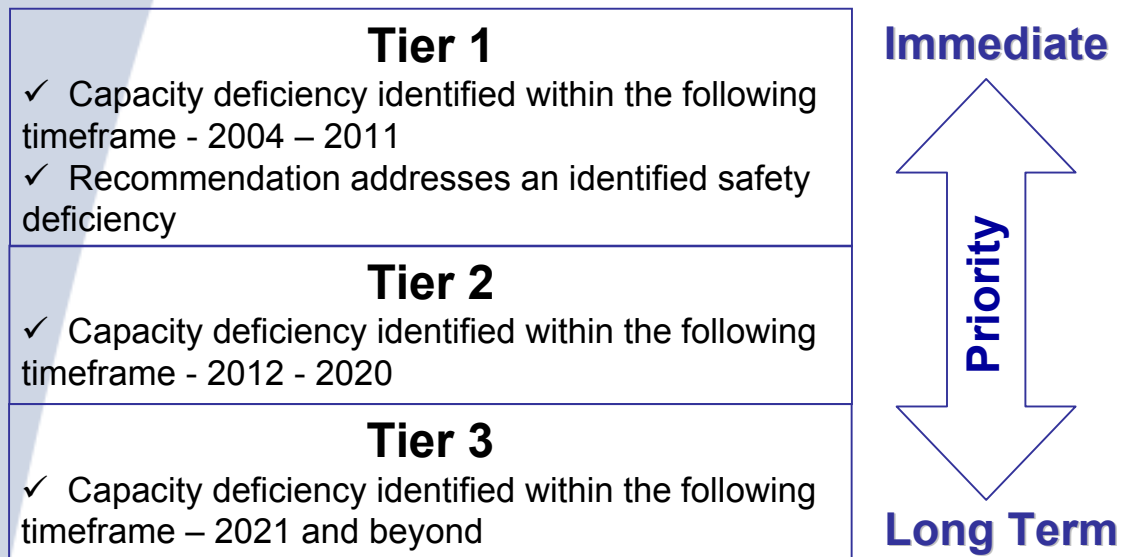 Tier 1
✓ Capacity deficiency identified within the following
timeframe - 2004 – 2011
✓ Recommendation addresses an identified safety
deficiency
Tier 2
✓ Capacity deficiency identified within the following
timeframe - 2012 - 2020
Tier 3
✓ Capacity deficiency identified within the following
timeframe – 2021 and beyond
Immediate
Priority
Long Term